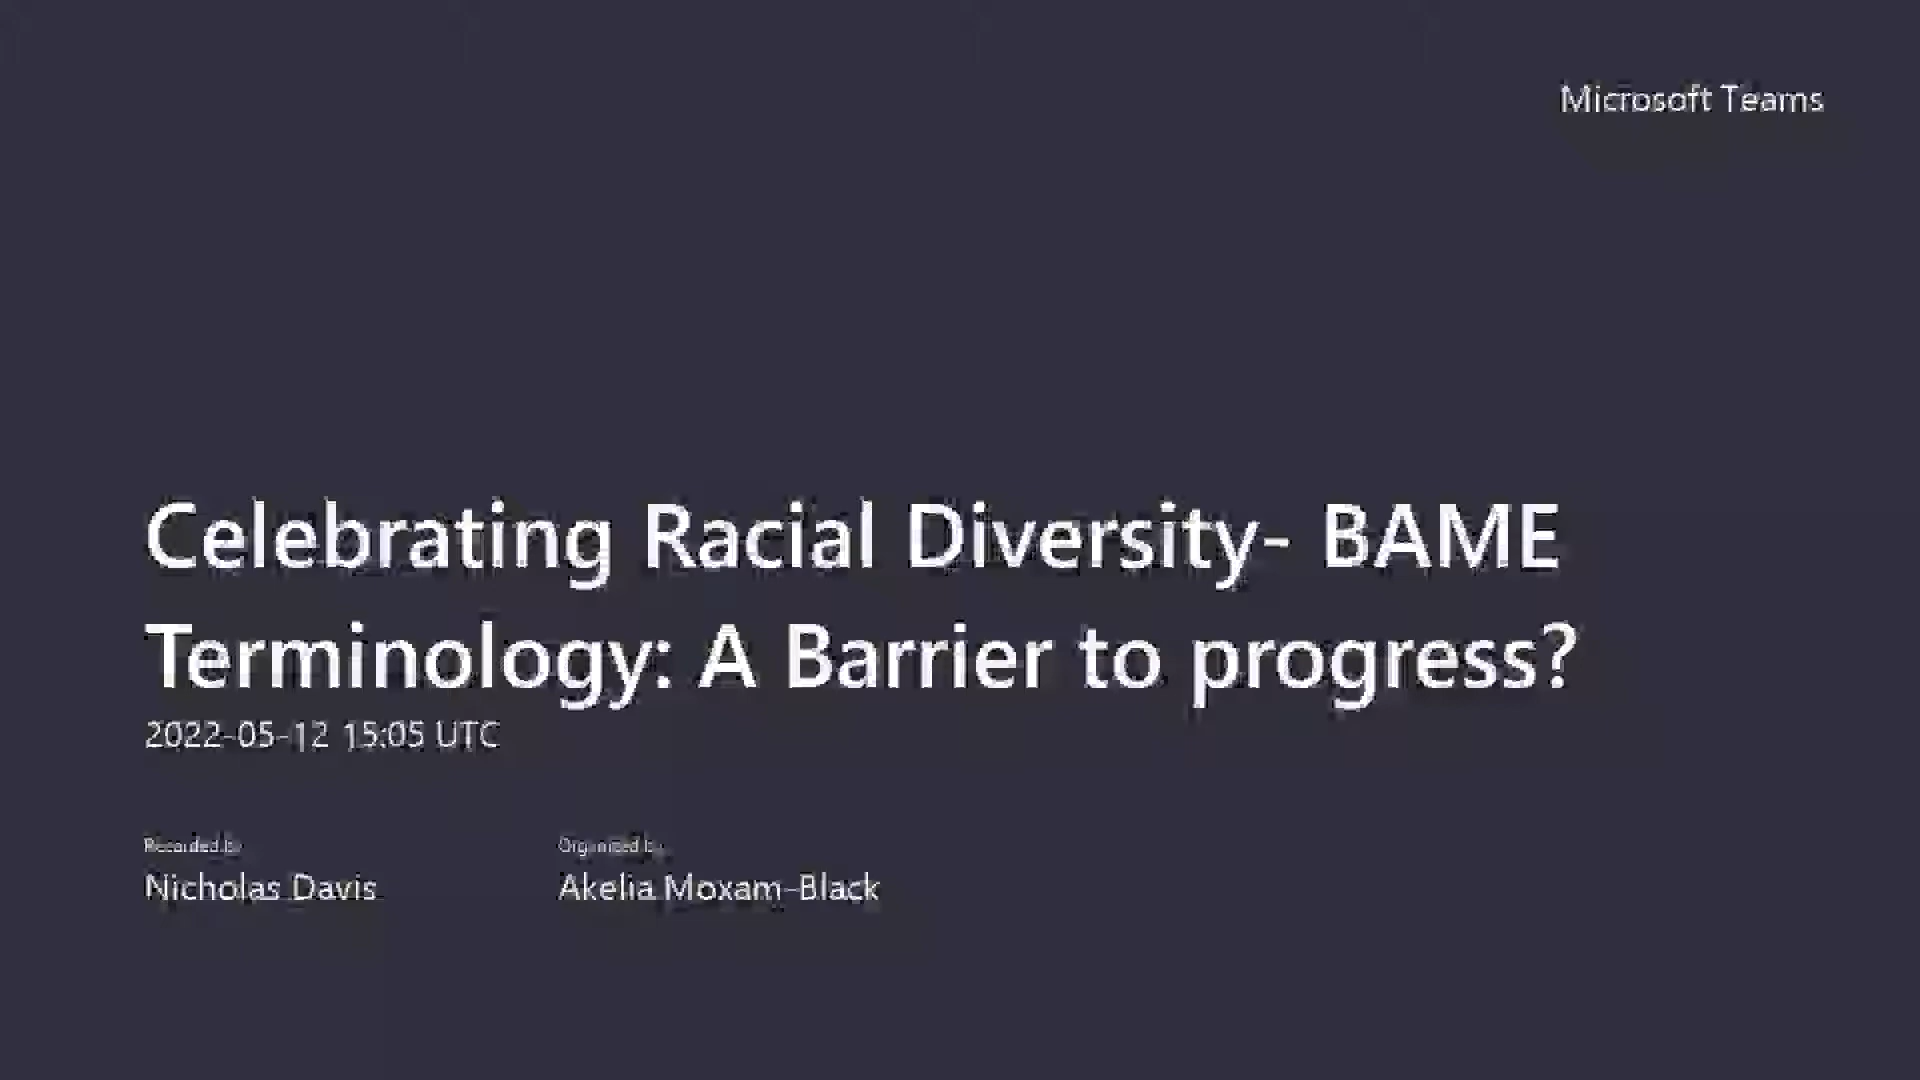 Microsoft Teams
Celebrating Racial Diversity- BAME
Terminology: A Barrier to progress?
2022-05-12 15:05 UTC
Recorded by
Organized by
Nicholas Davis
Akelia Moxam-Black